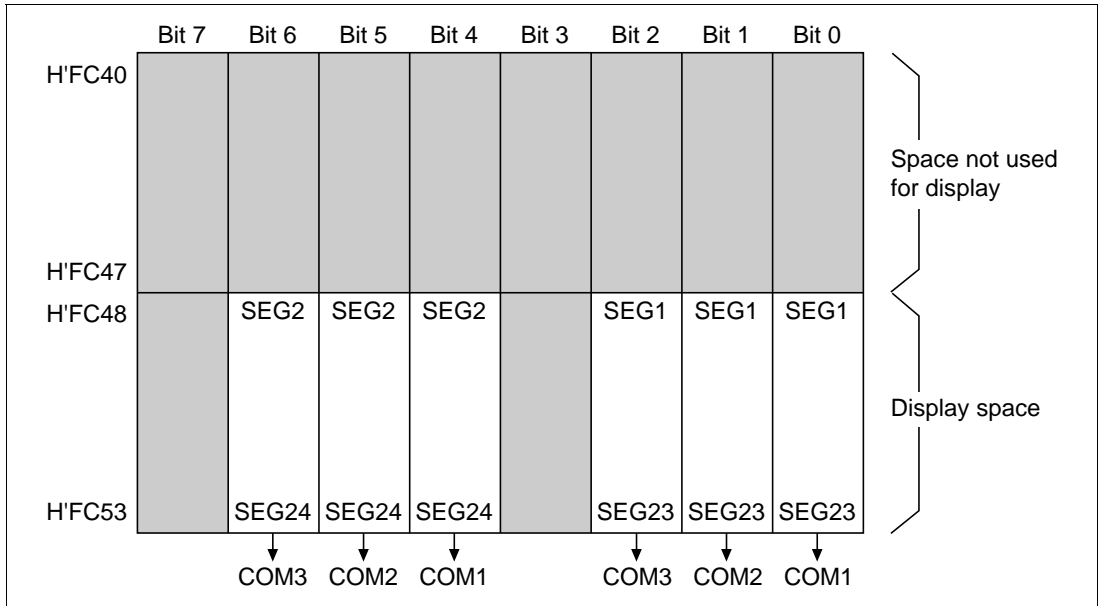 Bit 7 Bit 6 Bit 5 Bit 4 Bit 3 Bit 2 Bit 1 Bit 0
H'FC40
Space not used
for display
H'FC47
H'FC48 SEG2 SEG2 SEG2 SEG1 SEG1 SEG1
Display space
H'FC53 SEG24 SEG24 SEG24 SEG23 SEG23 SEG23
COM3 COM2 COM1 COM3 COM2 COM1